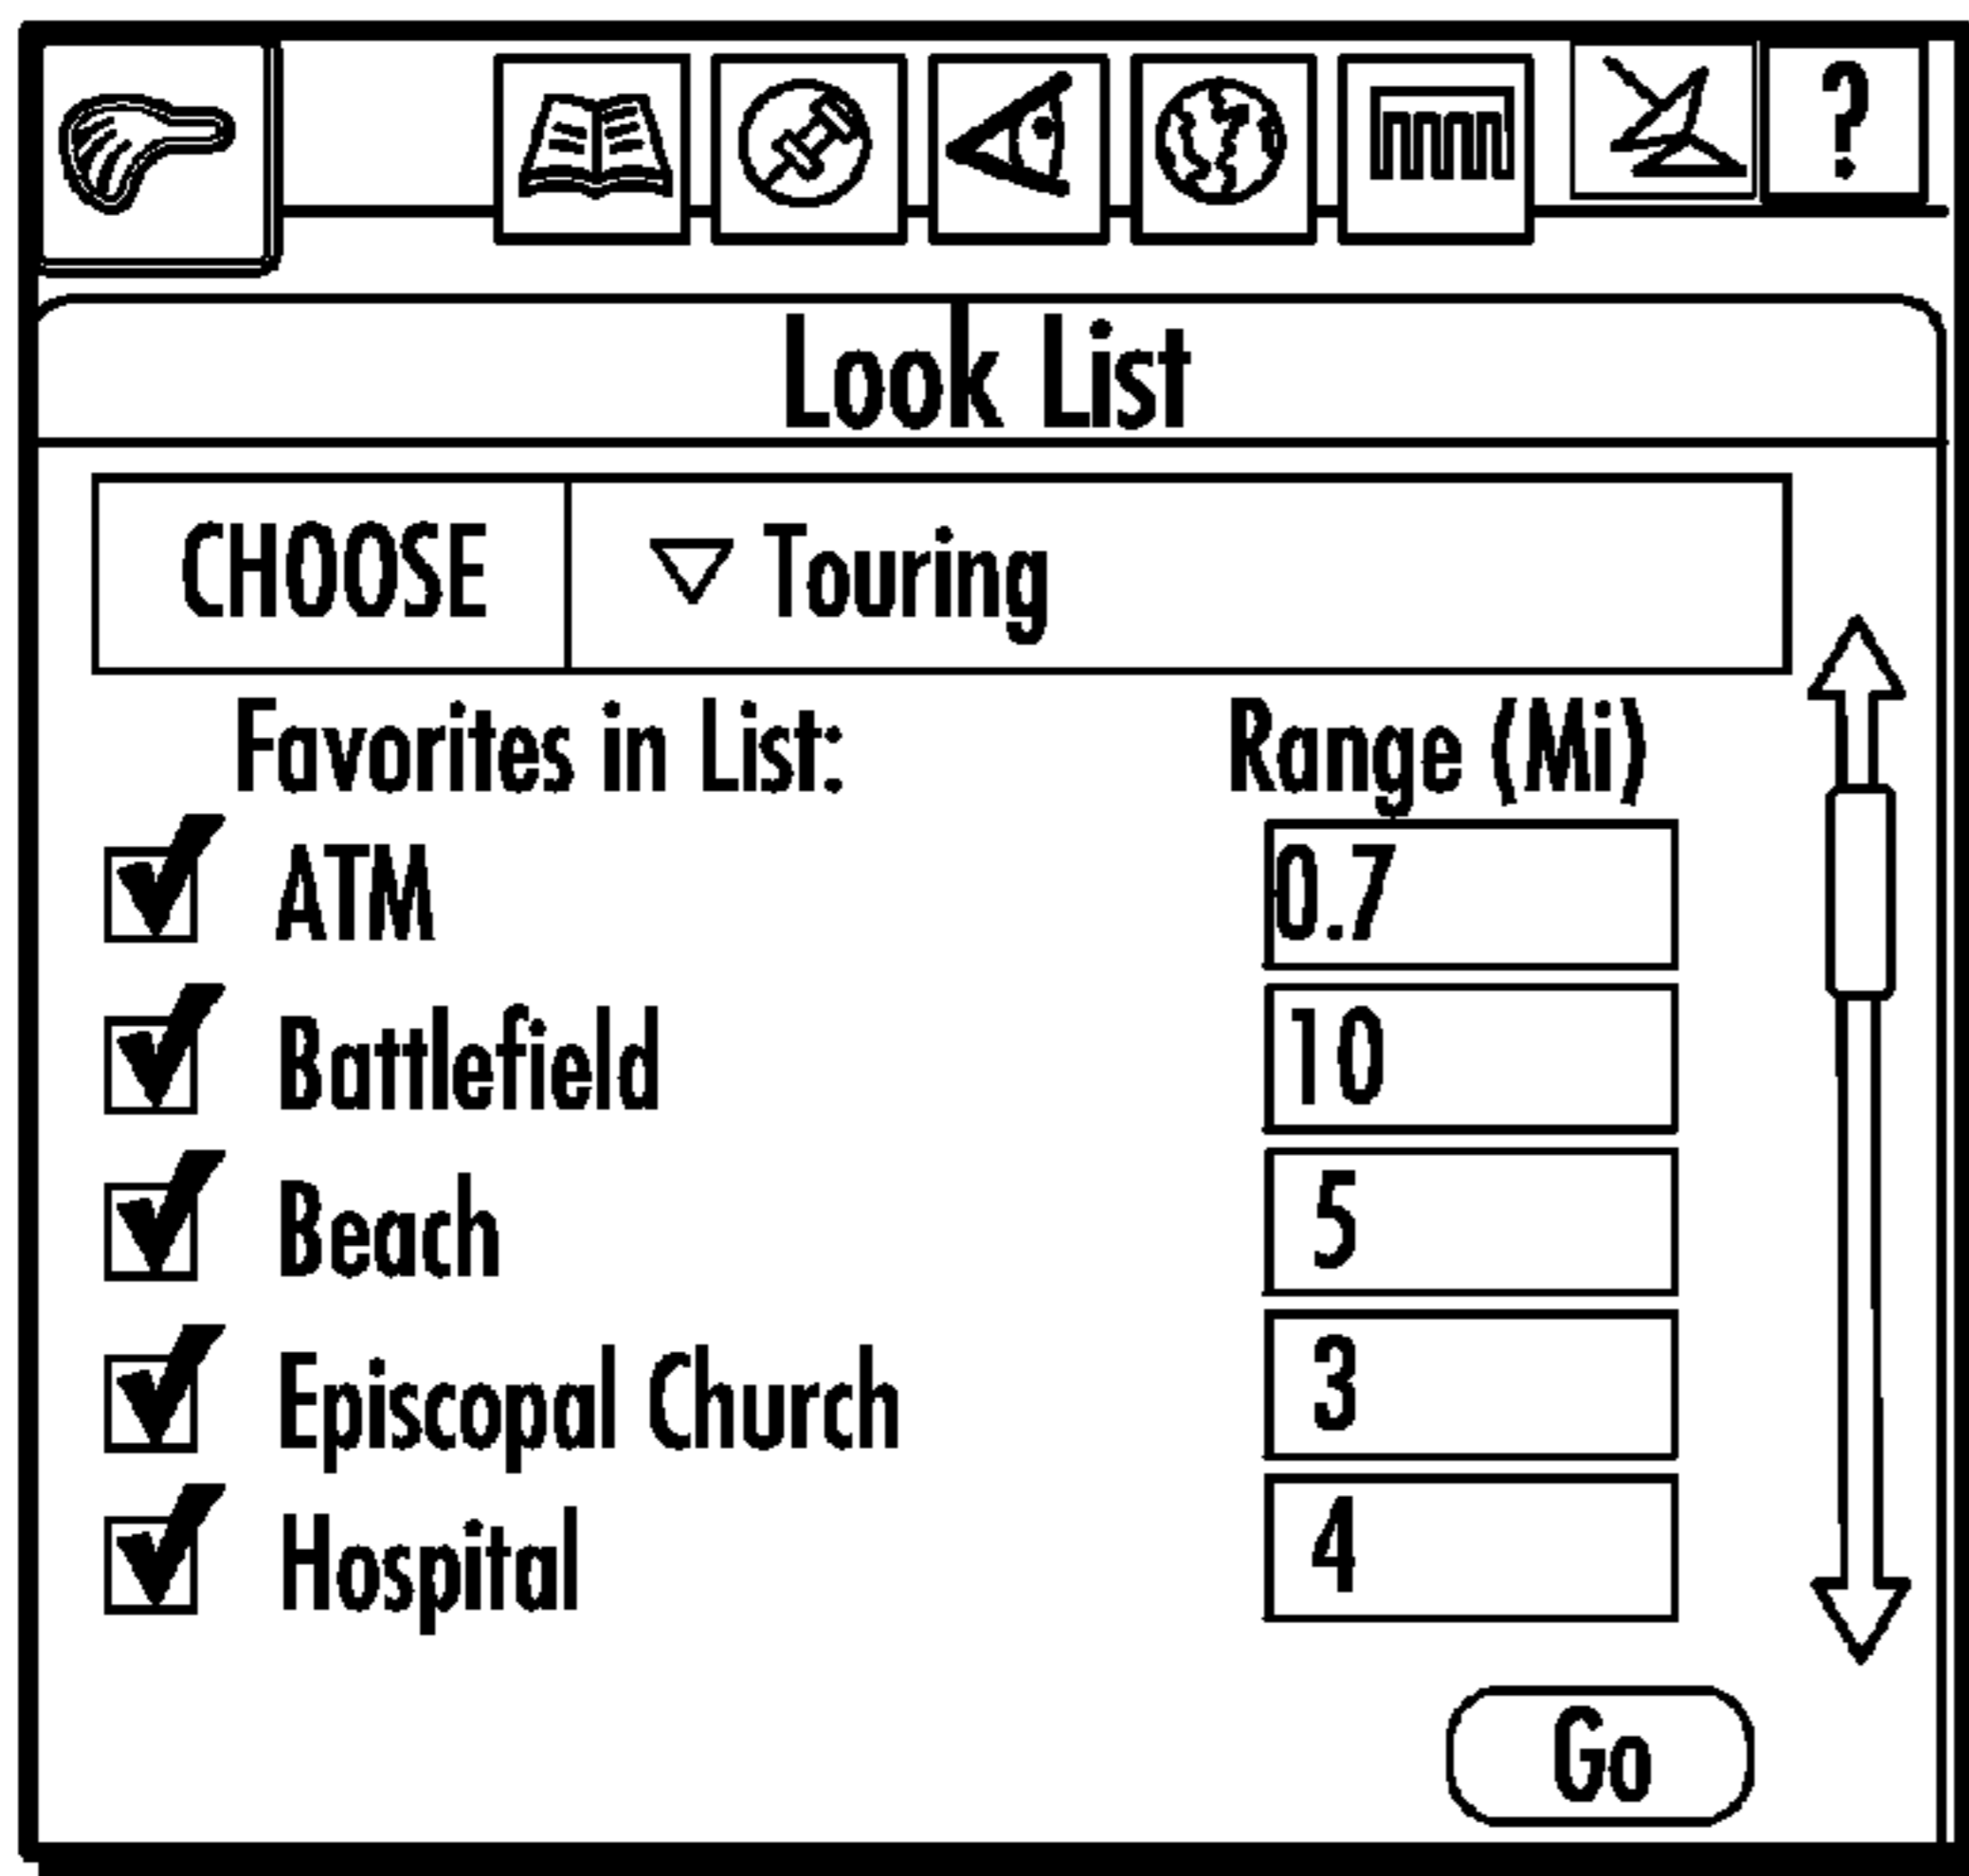 ?
Look List
CHOOSE Touring
Favorites in List: Range (Mi)
ATM 0.7
Battlefield 10
Beach 5
Episcopal Church 3
Hospital 4
Go